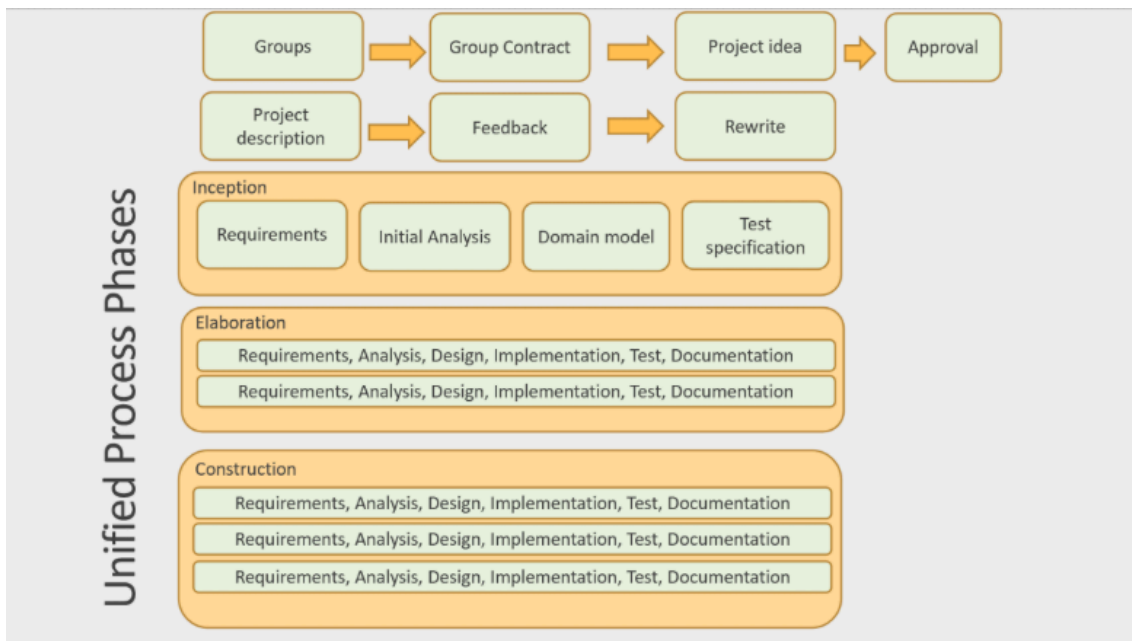 Groups
Group Contract
Project idea
Approval
Project
description
Feedback
Rewrite
Unified Process Phases
Inception
Requirements
Initial Analysis
Domain model
Test
specification
Elaboration
Requirements, Analysis, Design, Implementation, Test, Documentation
Requirements, Analysis, Design, Implementation, Test, Documentation
Construction
Requirements, Analysis, Design, Implementation, Test, Documentation
Requirements, Analysis, Design, Implementation, Test, Documentation
Requirements, Analysis, Design, Implementation, Test, Documentation